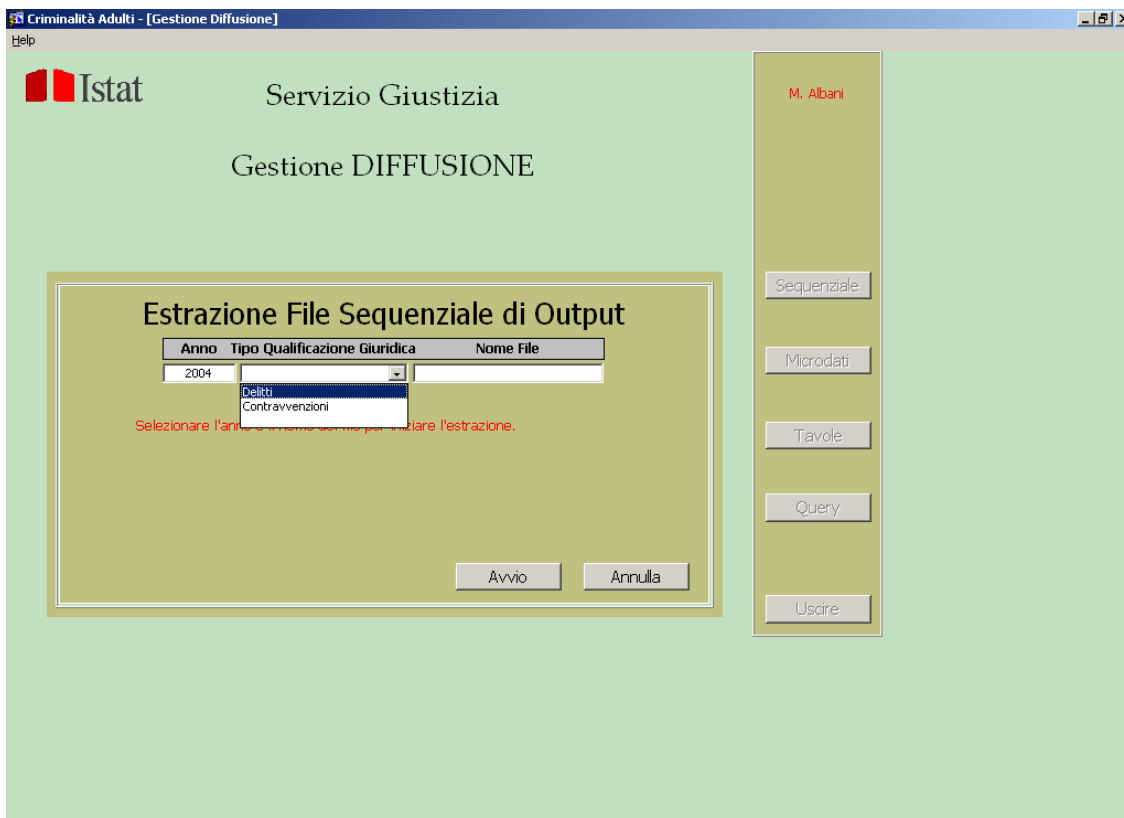 Criminalità Adulti - [Gestione Diffusione]
Help
Istat
Servizio Giustizia
M. Albani
Gestione DIFFUSIONE
Estrazione File Sequenziale di Output
Anno Tipo Qualificazione Giuridica Nome File
2004
Delitti
Contravvenzioni
Selezionare l'anno iniziare l'estrazione.
Avvio Annulla
Sequenziale
Microdati
Tavole
Query
Uscire